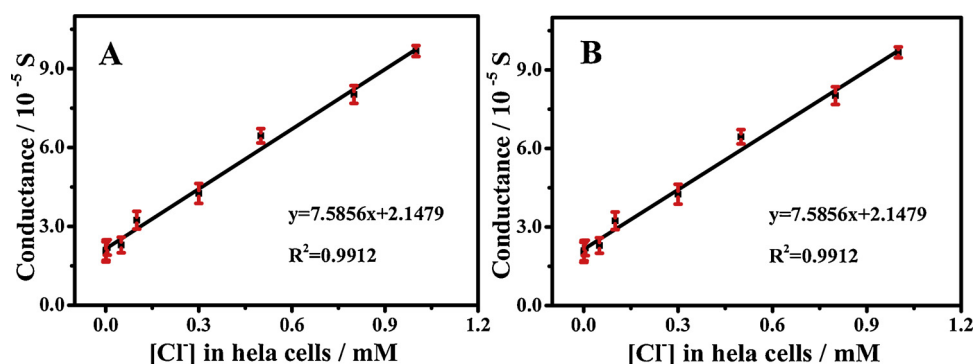 A
Conductance / 10⁻⁵ S
9.0
6.0
3.0
0.0
y=7.5856x+2.1479
R²=0.9912
0.0 0.3 0.6 0.9 1.2
[Cl⁻] in hela cells / mM
B
Conductance / 10⁻⁵ S
9.0
6.0
3.0
0.0
y=7.5856x+2.1479
R²=0.9912
0.0 0.3 0.6 0.9 1.2
[Cl⁻] in hela cells / mM